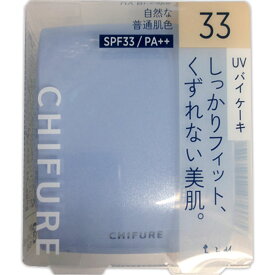 自然な
普通肌色
SPF33 / PA++
33
UV バイ ケーキ
しっかりフィット、
くずれない美肌。
CHIFURE
CHIFURE